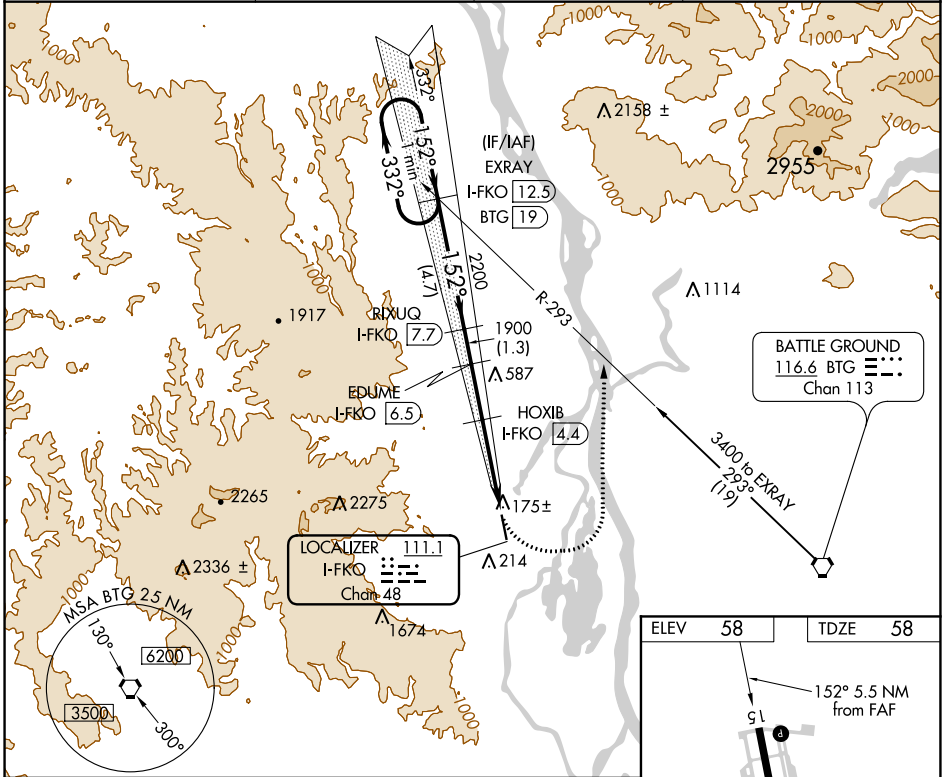 1000
1000
1000
1000
2000
2000
1000
332°
152°
1 min
332°
2158 ±
2955
(IF/IAF)
EXRAY
I-FKO 12.5
BTG 19
1000
1000
1000
152°
2200
(4.7)
R-293
1114
1917
RIXUQ
I-FKO 7.7
1900
(1.3)
587
EDUME
I-FKO 6.5
HOXIB
I-FKO 4.4
BATTLE GROUND
116.6 BTG
Chan 113
3400 to EXRAY
293°
(19)
2265
2275
175±
LOCALIZER 111.1
I-FKO
Chan 48
214
2336 ±
1674
MSA BTG 25 NM
130°
6200
3500
300°
ELEV 58
TDZE 58
152° 5.5 NM
from FAF
15
P